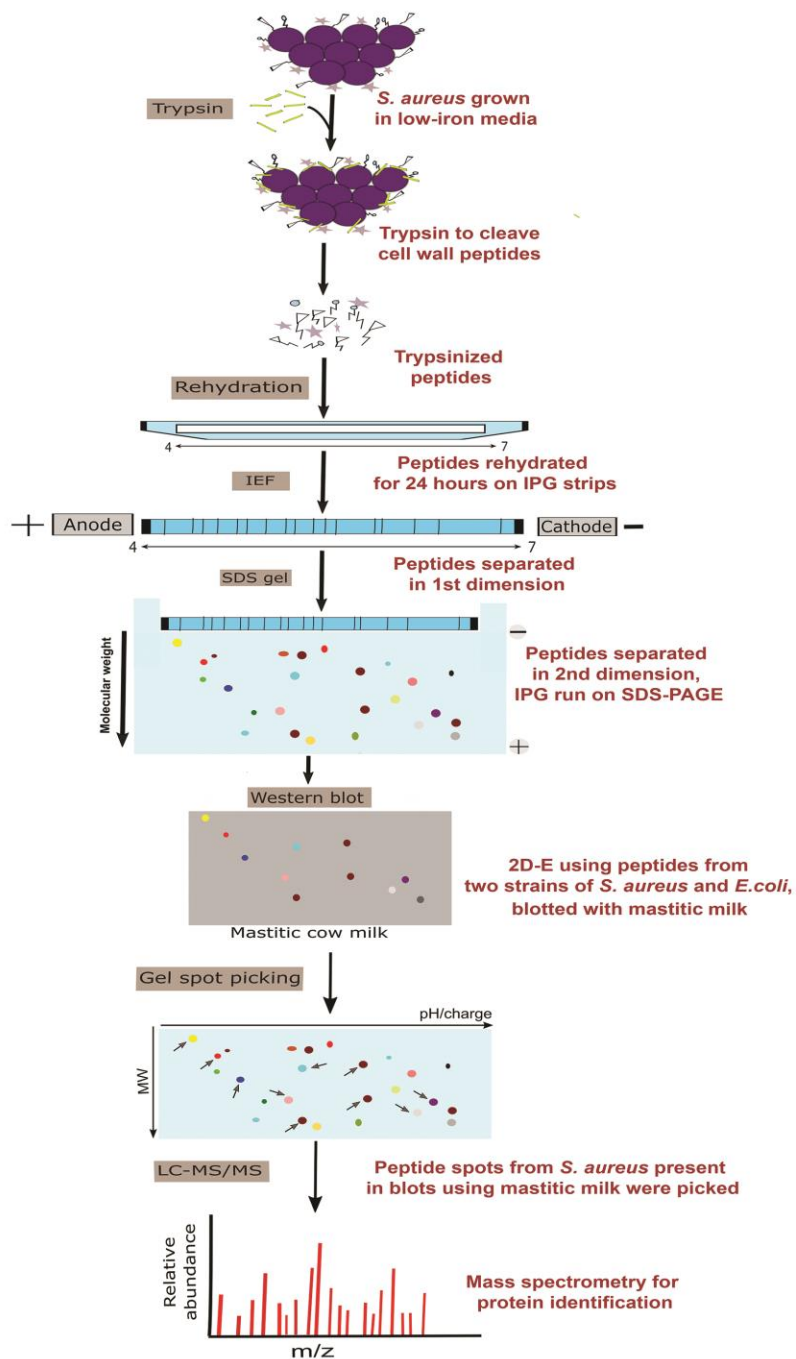 S. aureus grown
in low-iron media
Trypsin
Trypsin to cleave
cell wall peptides
Trypsinized
peptides
Rehydration
4
7
Peptides rehydrated
for 24 hours on IPG strips
IEF
+
Anode
Cathode
−
4
7
Peptides separated
in 1st dimension
SDS gel
−
Molecular weight
Peptides separated
in 2nd dimension,
IPG run on SDS-PAGE
+
Western blot
2D-E using peptides from
two strains of S. aureus and E.coli,
blotted with mastitic milk
Mastitic cow milk
Gel spot picking
pH/charge
MW
LC-MS/MS
Peptide spots from S. aureus present
in blots using mastitic milk were picked
Relative
abundance
Mass spectrometry for
protein identification
m/z